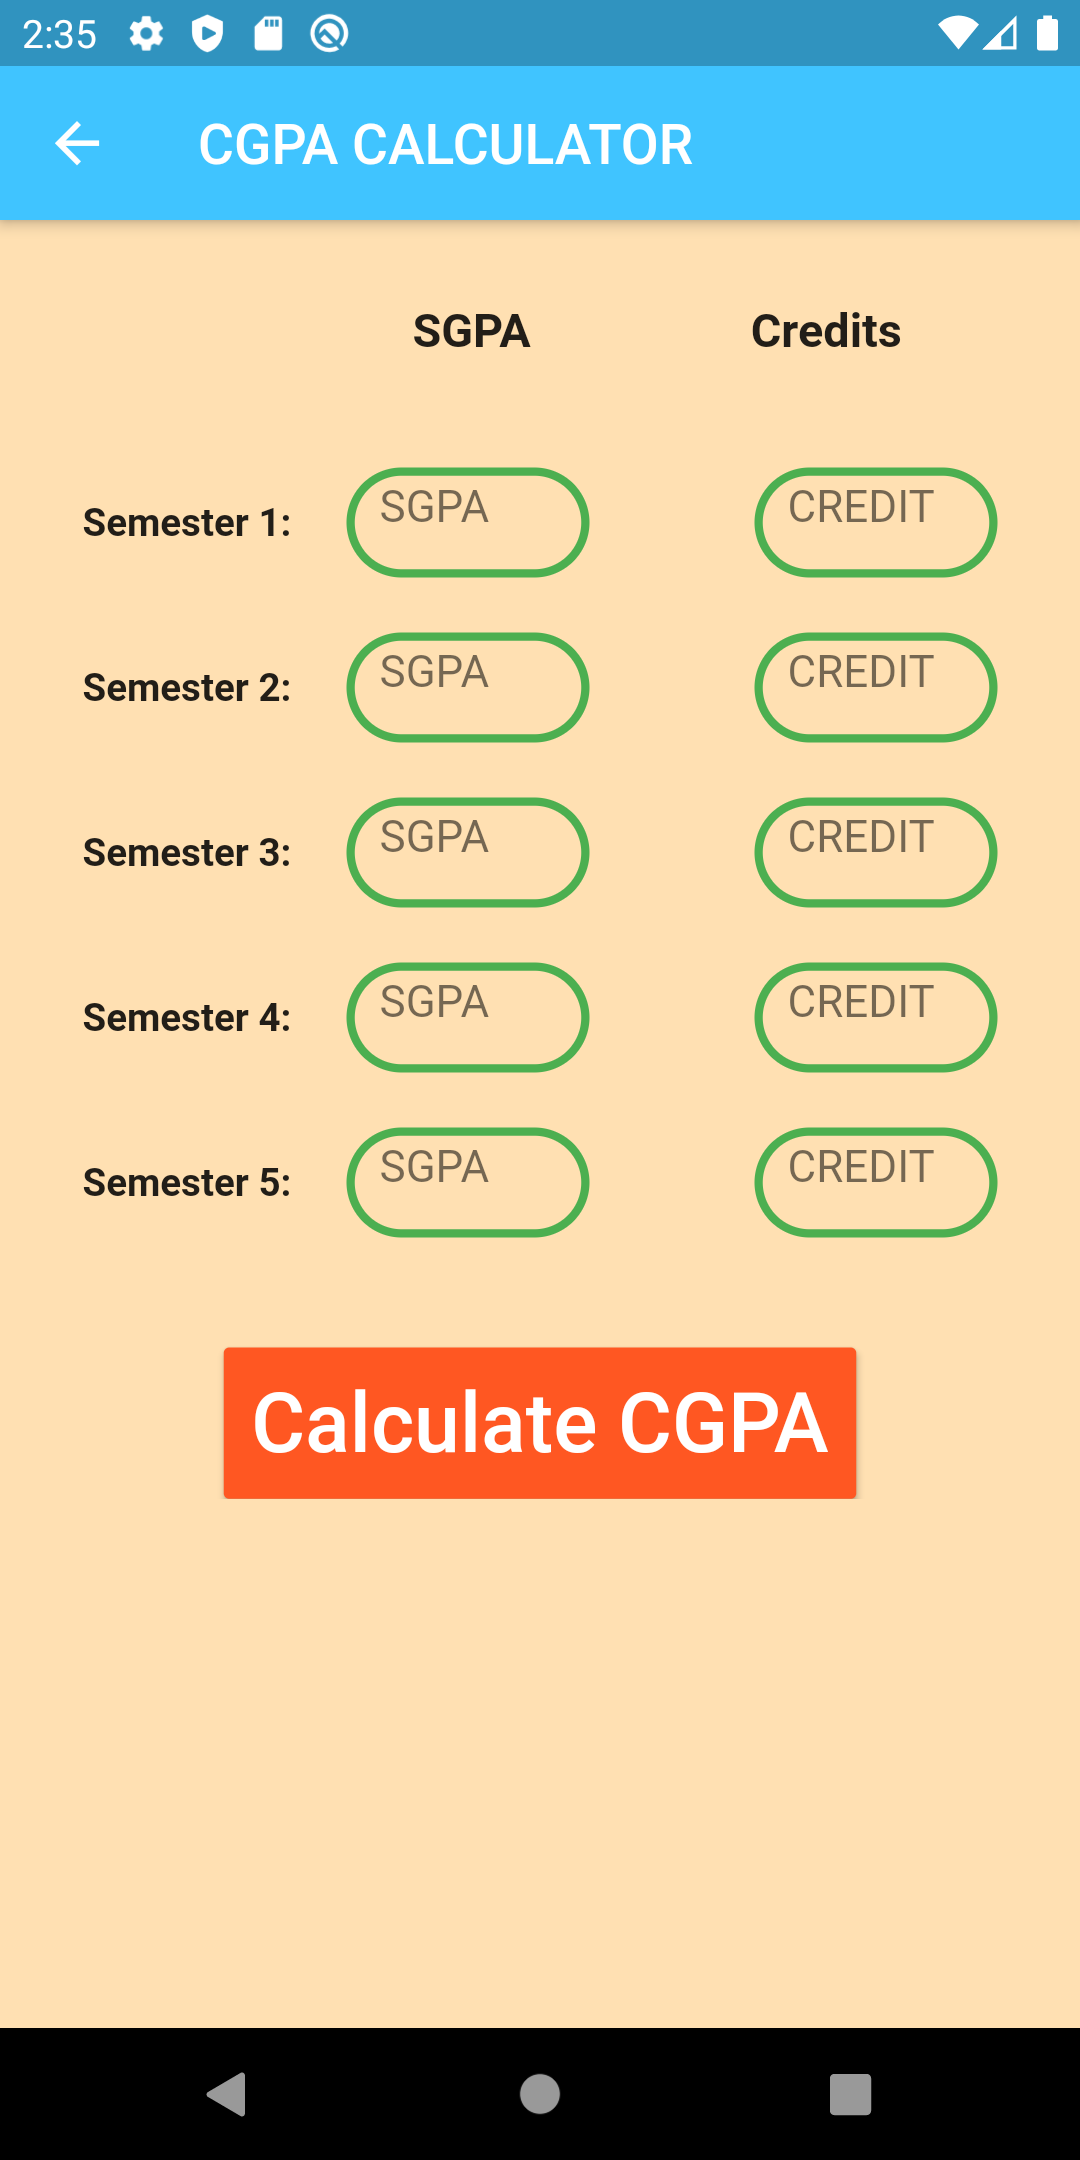 2:35
CGPA CALCULATOR
SGPA Credits
Semester 1: SGPA CREDIT
Semester 2: SGPA CREDIT
Semester 3: SGPA CREDIT
Semester 4: SGPA CREDIT
Semester 5: SGPA CREDIT
Calculate CGPA